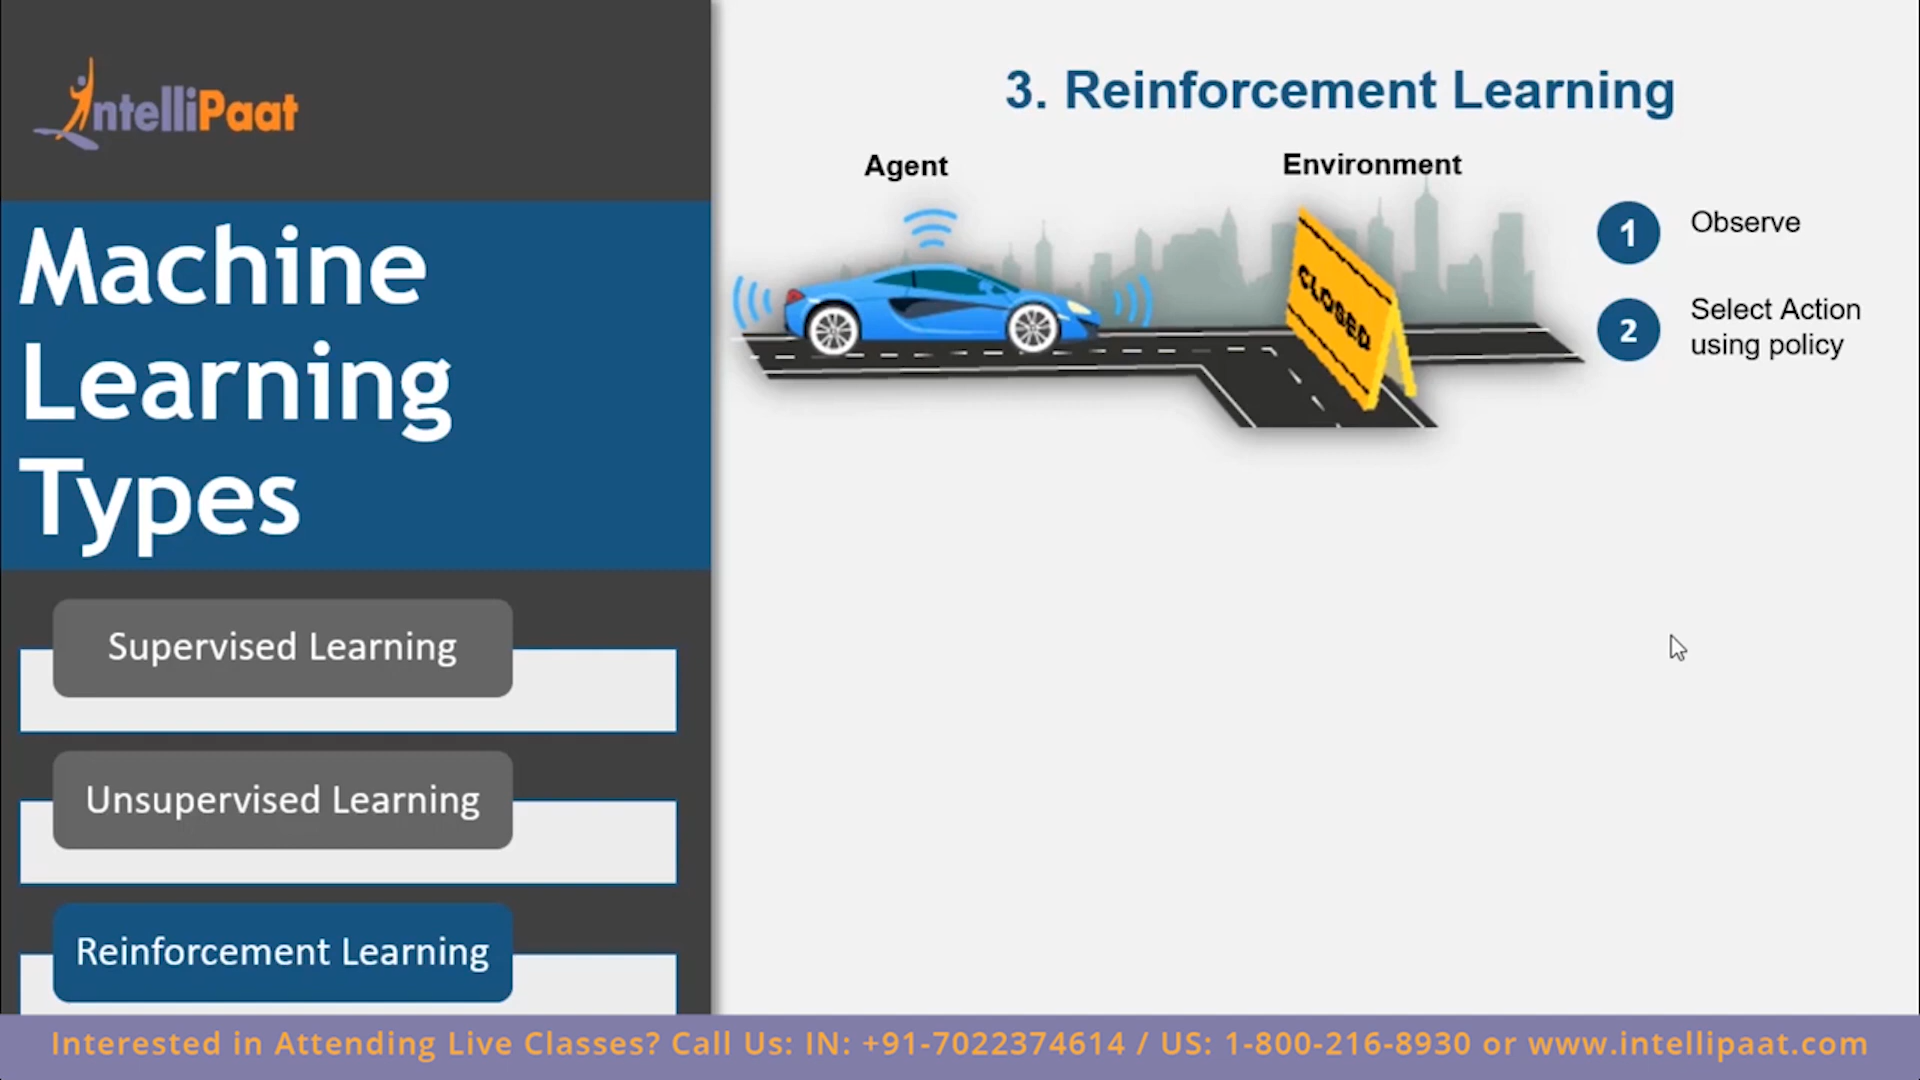 IntelliPaat
Machine
Learning
Types
Supervised Learning
Unsupervised Learning
Reinforcement Learning
3. Reinforcement Learning
Agent
Environment
CLOSED
1
Observe
2
Select Action
using policy
Interested in Attending Live Classes? Call Us: IN: +91-7022374614 / US: 1-800-216-8930 or www.intellipaat.com